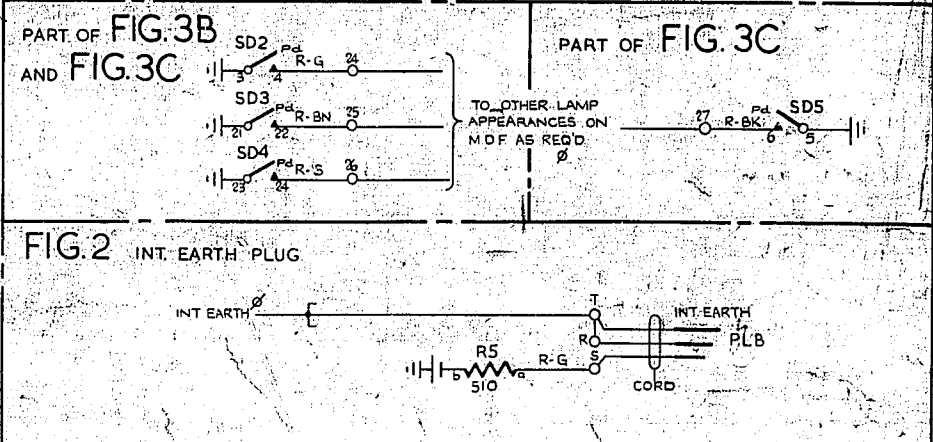 PART OF FIG.3B
AND FIG.3C
SD2
Pd
R-G
24
3
4
SD3
Pd
R-BN
25
21
22
SD4
Pd
R-S
26
23
24
TO OTHER LAMP
APPEARANCES ON
M.D.F. AS REQ'D
Ø
PART OF FIG. 3C
27
R-BK
Pd
SD5
6
5
FIG.2 INT. EARTH PLUG
INT EARTH Ø
T
INT EARTH
R
PLB
S
R5
R-G
b
a
510
CORD